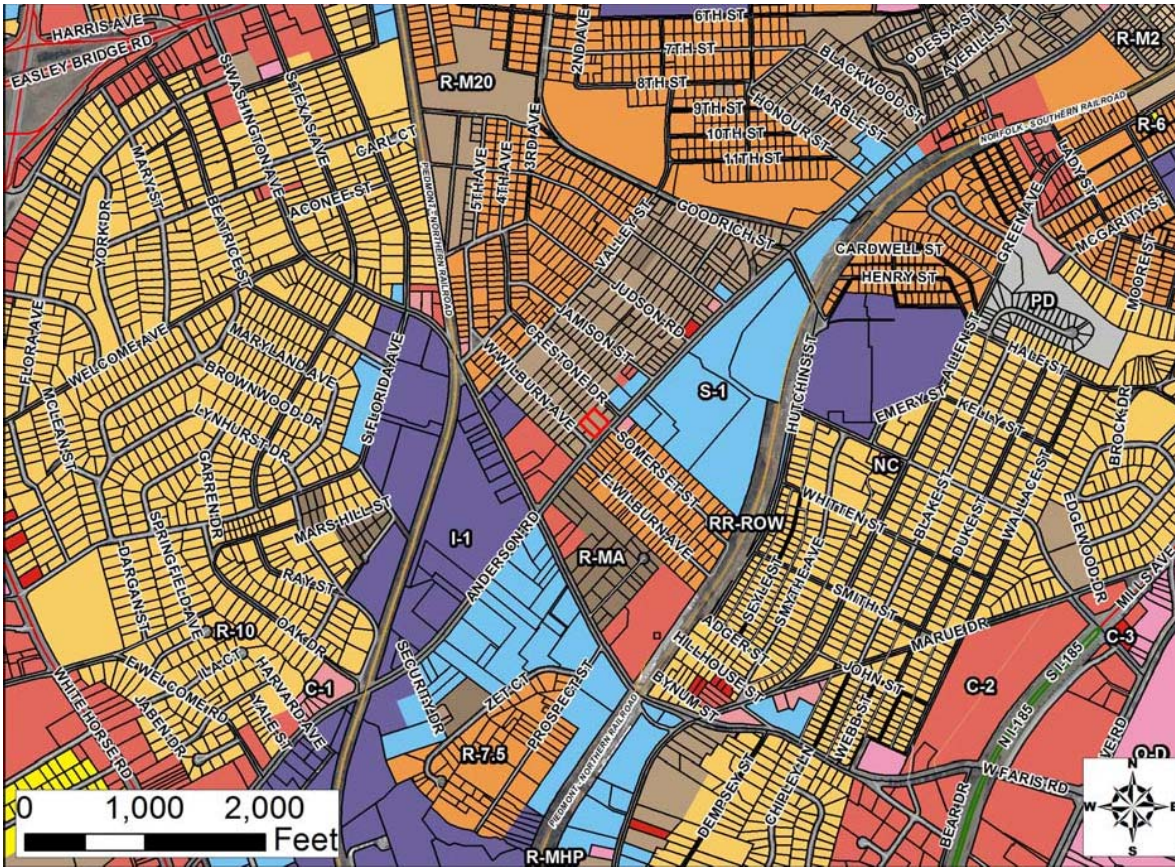 HARRIS AVE
EASLEY BRIDGE RD
S WASHINGTON AVE
S TEXAS AVE
CARL CT
MARY ST
ACONEE ST
YORK DR
BEATRICE ST
FLORA AVE
WELCOME AVE
MCLEAN ST
MARYLAND AVE
BROWNWOOD DR
LYNHURST DR
GARREN DR
S FLORIDA AVE
MARS HILL ST
SPRINGFIELD AVE
DARGAN ST
RAY ST
OAK DR
R-10
ILA CT
E WELCOME RD
JASEN DR
YALE ST
HARVARD AVE
C-1
WHITE HORSE RD
R-M20
PIEDMONT - NORTHERN RAILROAD
5TH AVE
4TH AVE
3RD AVE
2ND AVE
6TH ST
7TH ST
8TH ST
9TH ST
10TH ST
11TH ST
BLACKWOOD ST
HONOUR ST
MARBLE ST
ODESSA ST
AVERILL ST
R-M2
NORFOLK - SOUTHERN RAILROAD
R-6
LADY ST
MCGARITY ST
MOORE ST
GREEN AVE
GOODRICH ST
VALLEY ST
JUDSON RD
JAMISON ST
CRESTONE DR
W WILBURN AVE
CARDWELL ST
HENRY ST
PD
HALE ST
ALLEN ST
EMERY ST
KELLY ST
BROCK DR
HUTCHINS ST
S-1
NC
SOMERSET ST
E WILBURN AVE
RR-ROW
WHITTEN ST
BLAKE ST
DUKE ST
WALLACE ST
EDGEWOOD DR
MILLS AVE
I-1
ANDERSON RD
R-MA
SEYLE ST
SMYTHE AVE
SMITH ST
MARUE DR
ADGER ST
HILLHOUSE S
BYNUM ST
JOHN ST
WEBB ST
C-2
C-3
S I-185
N I-185
SECURITY DR
ZET CT
PROSPECT ST
R-7.5
PIEDMONT - NORTHERN RAILROAD
R-MHP
DEMPSEY ST
CHIPLEY LN
W FARIS RD
BEAR DR
YE RD
O-D
0 1,000 2,000
Feet
N
W E
S